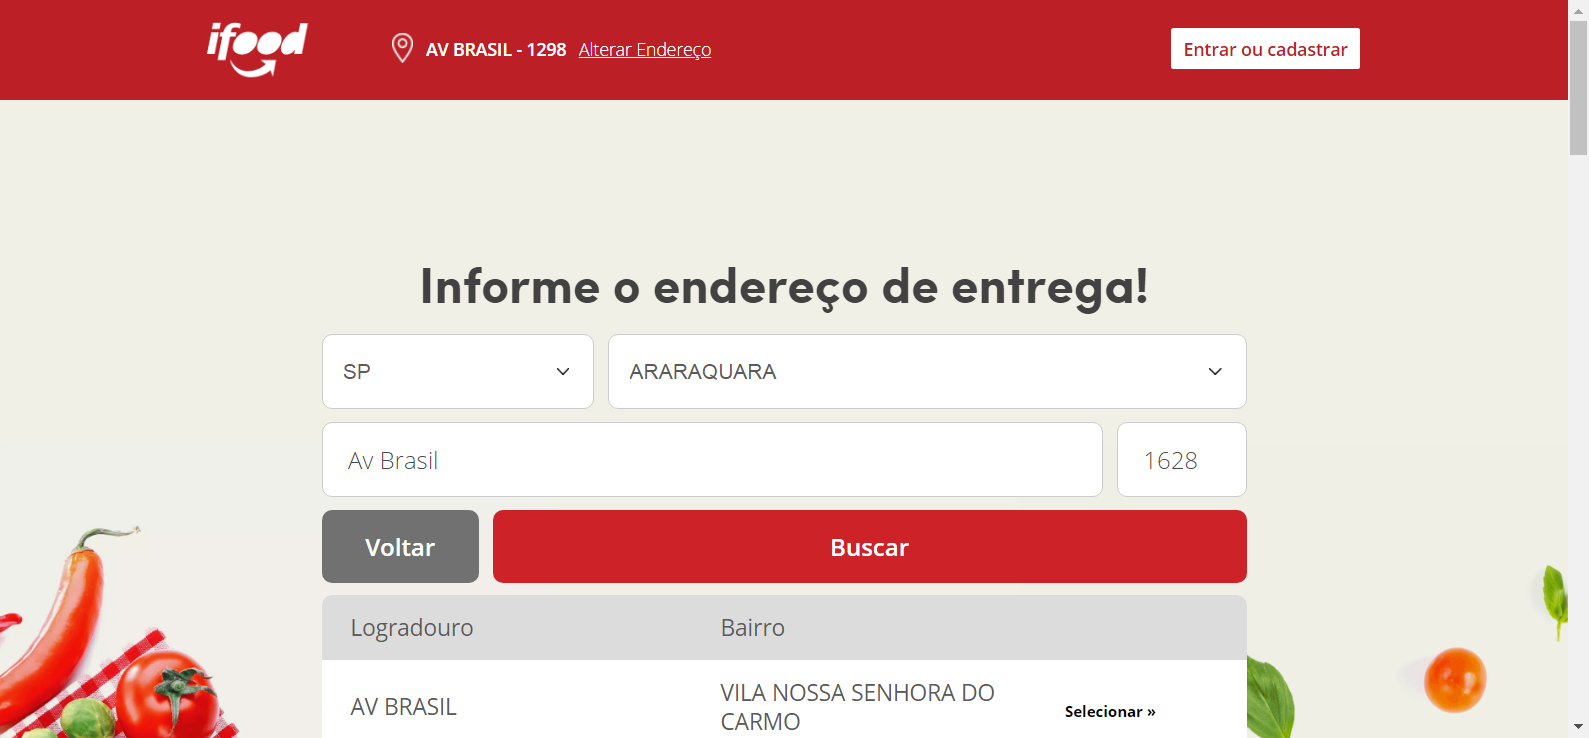 ifood
AV BRASIL - 1298 Alterar Endereço
Entrar ou cadastrar
Informe o endereço de entrega!
SP
ARARAQUARA
Av Brasil
1628
Voltar
Buscar
Logradouro
Bairro
AV BRASIL
VILA NOSSA SENHORA DO
CARMO
Selecionar »